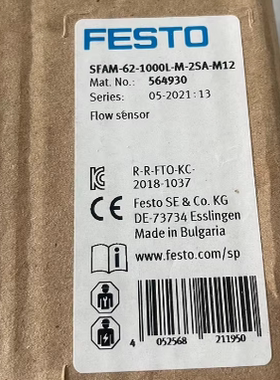 FESTO
SFAM-62-1000L-M-2SA-M12
Mat. No.: 564930
Series: 05-2021:13
Flow sensor
R-R-FTO-KC-
2018-1037
CE Festo SE & Co. KG
DE-73734 Esslingen
Made in Bulgaria
www.festo.com/sp
4 052568 211950